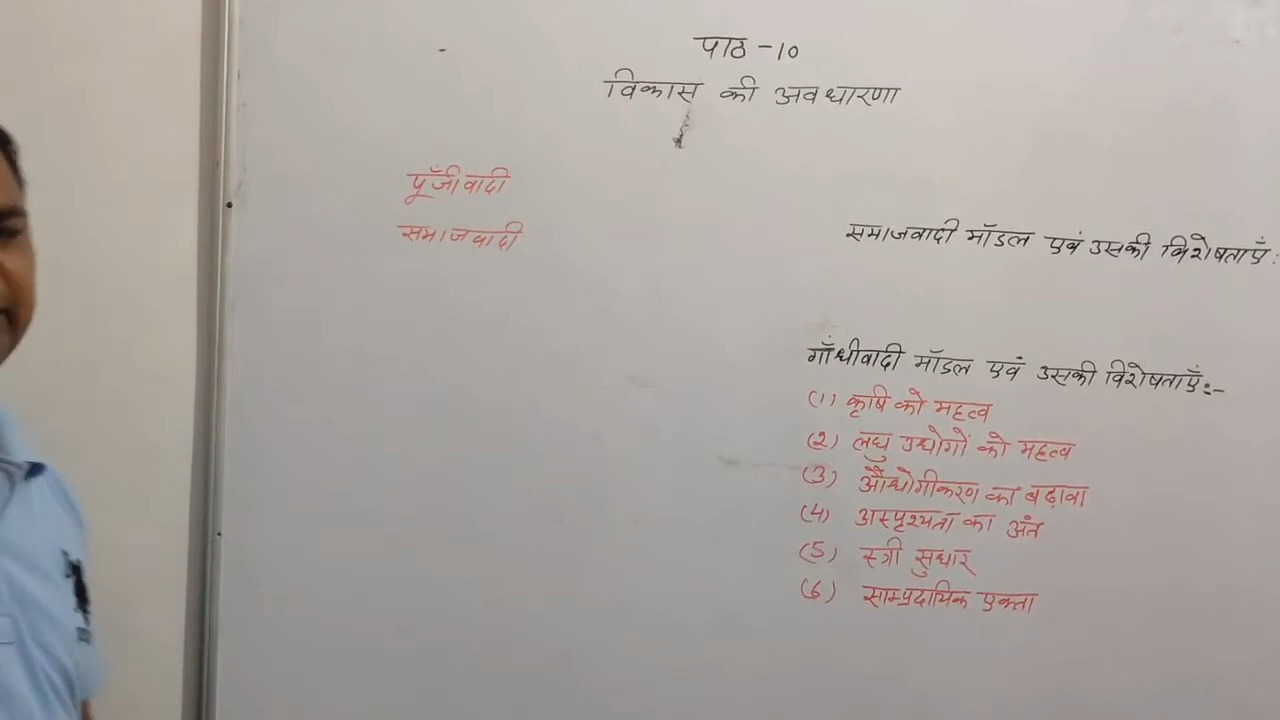 पाठ -10
विकास की अवधारणा
पूँजीवादी
समाजवादी
समाजवादी मॉडल एवं उसकी विशेषताएँ:
गाँधीवादी मॉडल एवं उसकी विशेषताएँ:-
(1) कृषि को महत्व
(2) लघु उद्योगों को महत्व
(3) औद्योगीकरण का बढ़ावा
(4) अस्पृश्यता का अंत
(5) स्त्री सुधार
(6) साम्प्रदायिक एकता